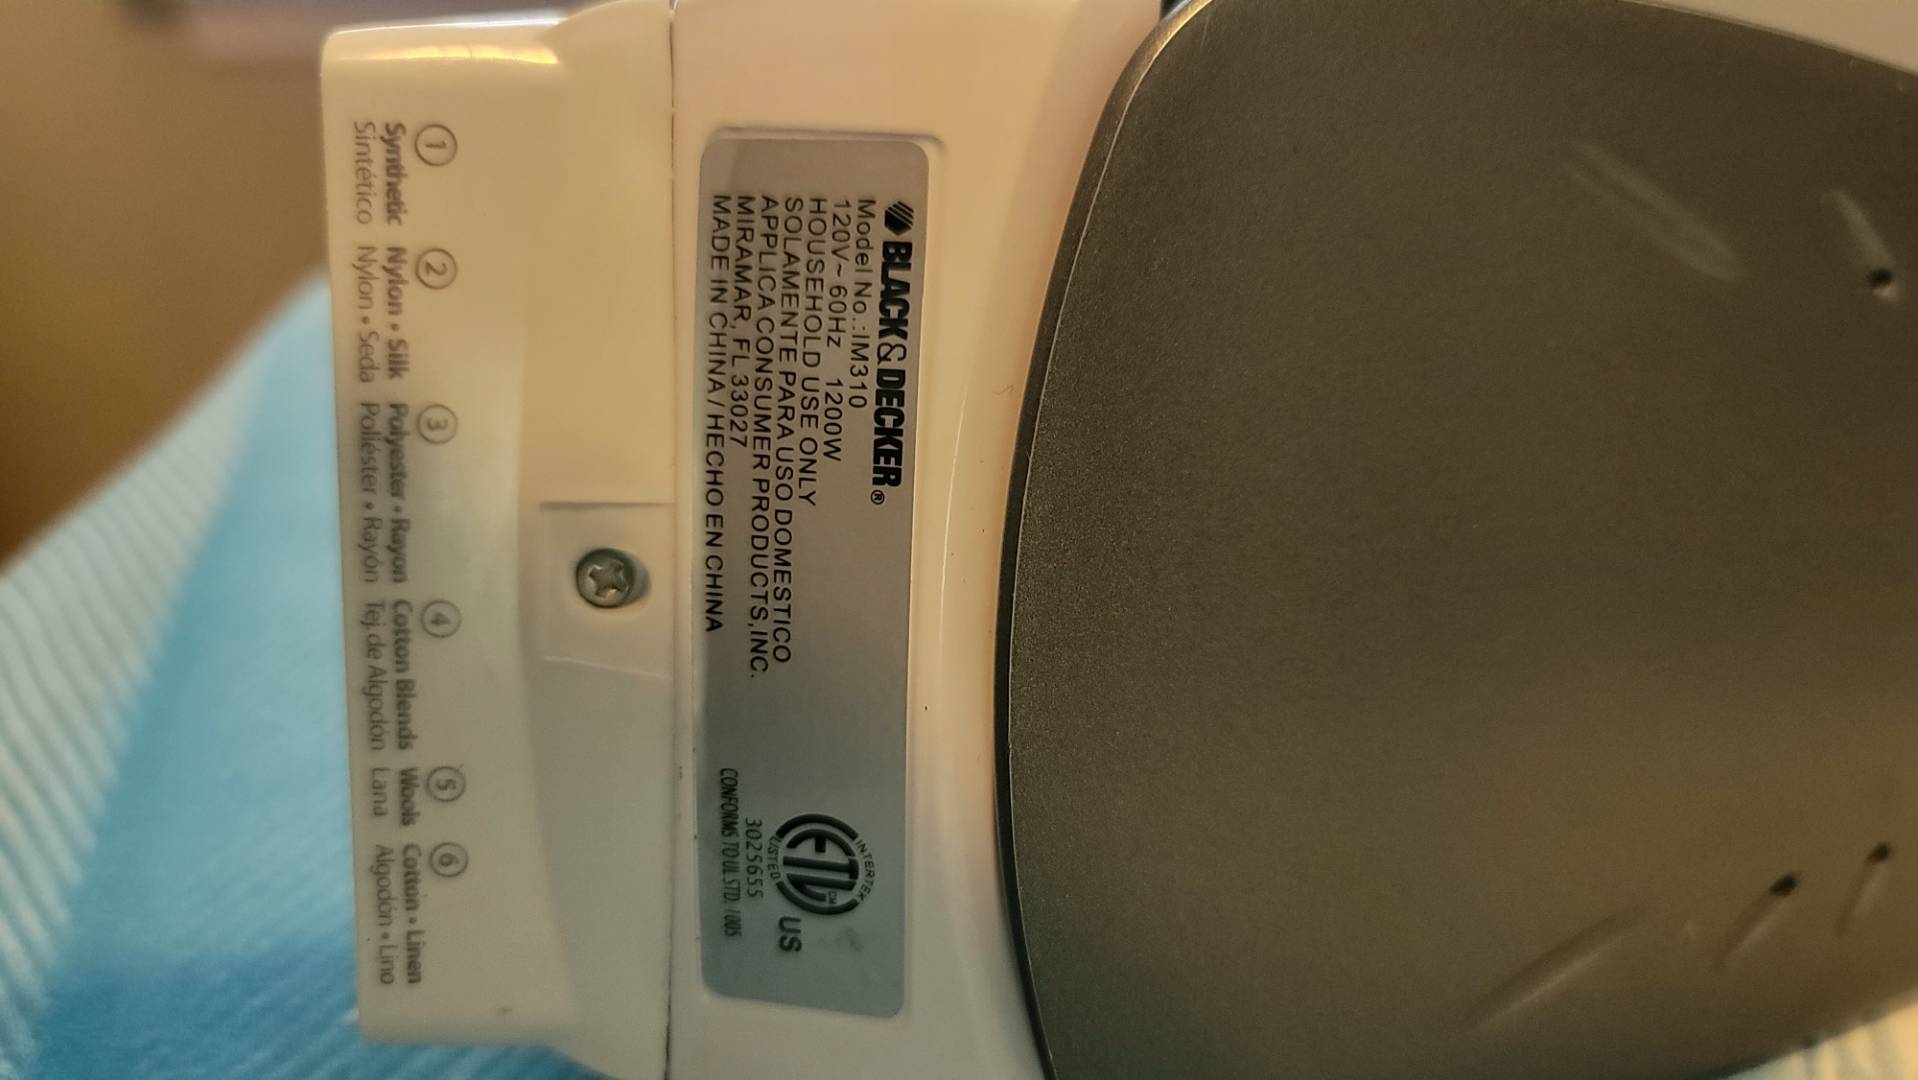 BLACK & DECKER®
Model No.:IM310
120V~60Hz 1200W
HOUSEHOLD USE ONLY
SOLAMENTE PARA USO DOMESTICO
APPLICA CONSUMER PRODUCTS,INC.
MIRAMAR, FL 33027
MADE IN CHINA/HECHO EN CHINA
INTERTEK
ETL CM
LISTED
US
3025655
CONFORMS TO UL STD. 1005
1 2 3 4 5 6
Synthetic Nylon • Silk Polyester • Rayon Cotton Blends Wools Cotton • Linen
Sintético Nylon • Seda Poliéster • Rayón Tej. de Algodón Lana Algodón • Lino